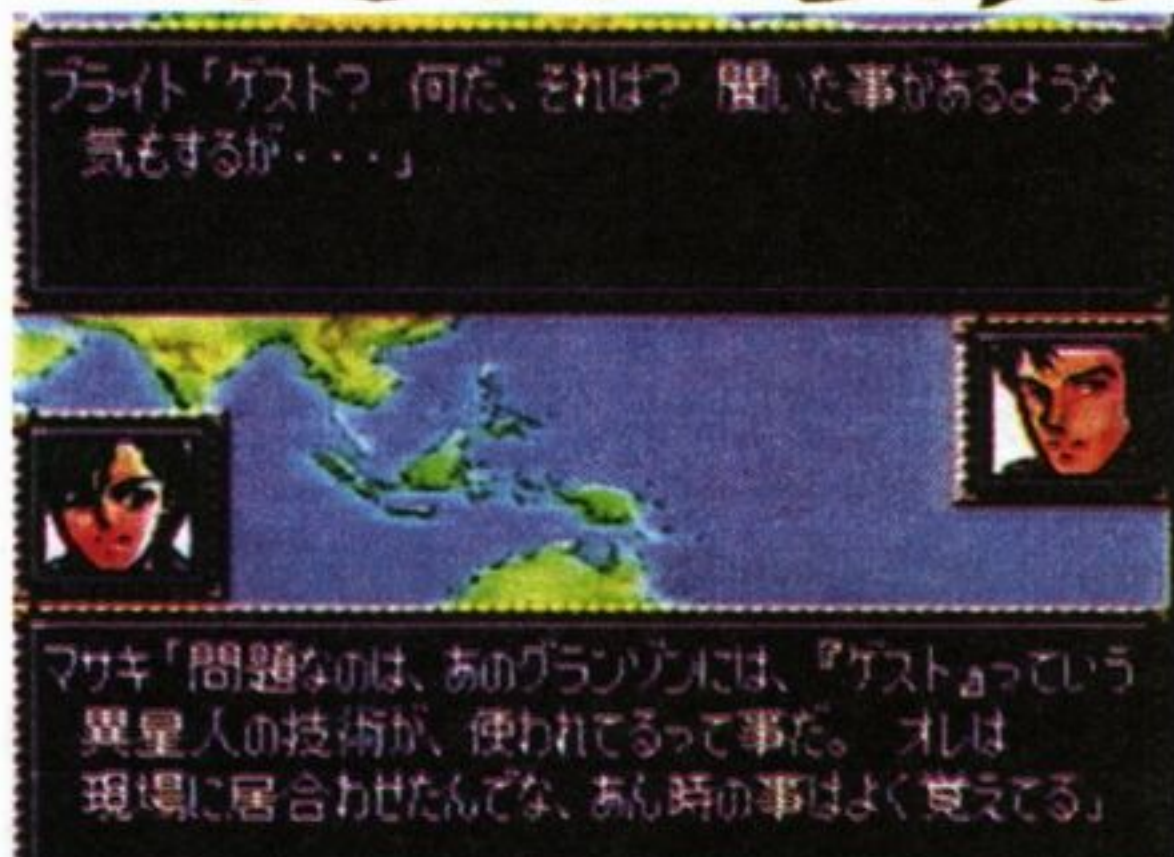 ブライト「ゲスト？ 何だ、それは？ 聞いた事があるような
気もするが・・・」
マサキ「問題なのは、あのグランゾンには、『ゲスト』っていう
異星人の技術が、使われてるって事だ。 オレは
現場に居合わせたんでな、あん時の事はよく覚えてる」